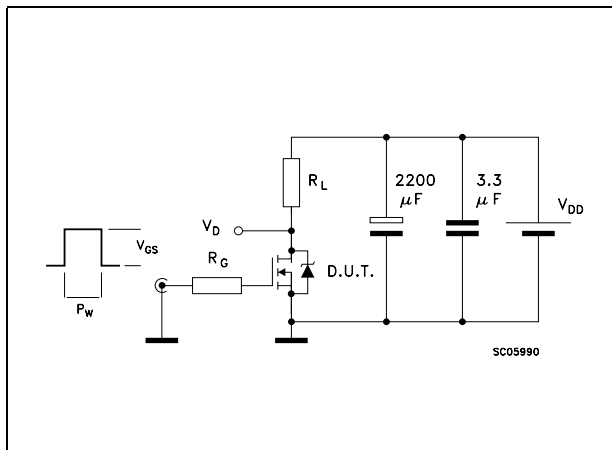 R_L
2200
μF
3.3
μF
V_DD
V_D
V_GS
R_G
D.U.T.
P_W
SC05990